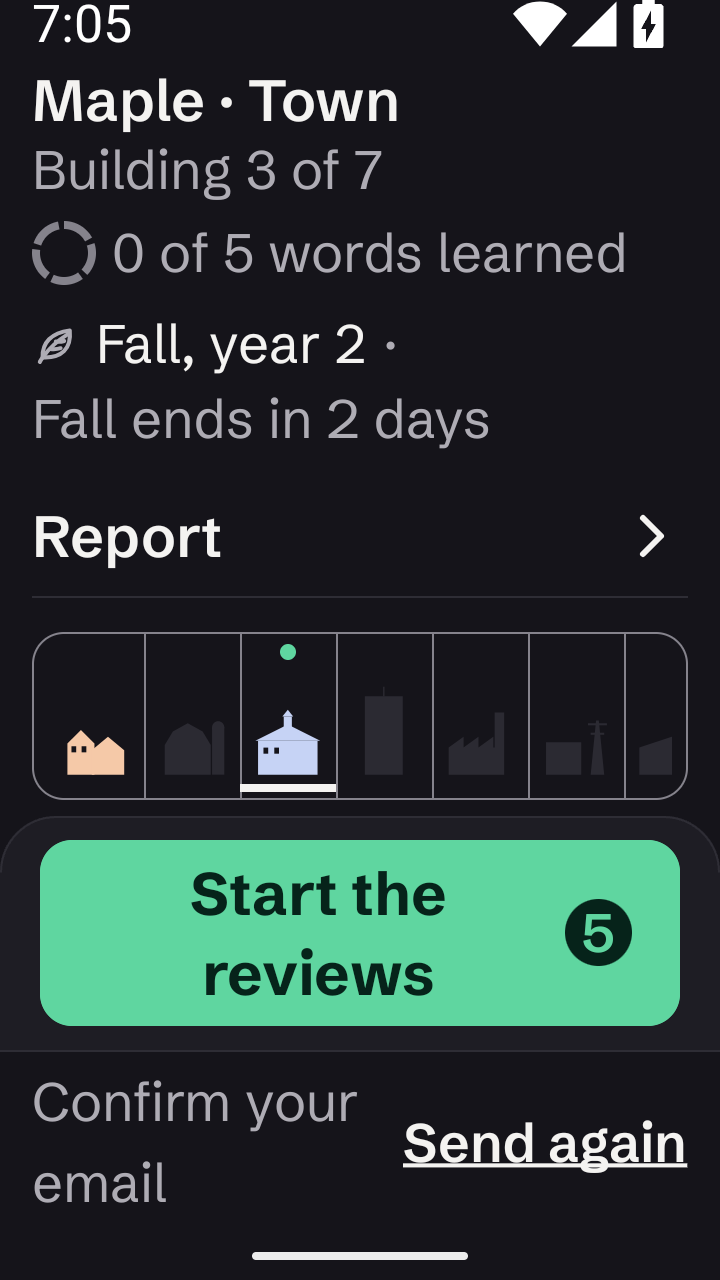 7:05
Maple · Town
Building 3 of 7
0 of 5 words learned
Fall, year 2 ·
Fall ends in 2 days
Report
Start the
reviews
5
Confirm your
email
Send again